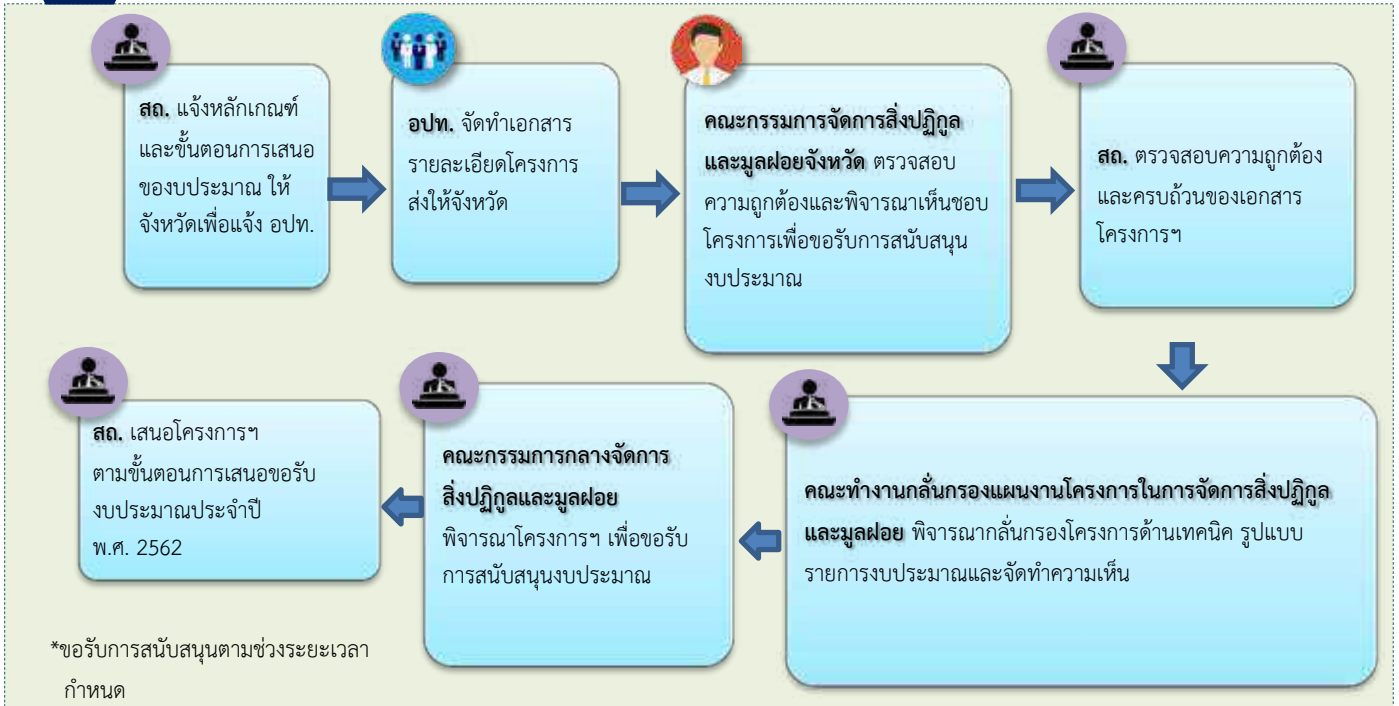 สถ. แจ้งหลักเกณฑ์
และขั้นตอนการเสนอ
ของบประมาณ ให้
จังหวัดเพื่อแจ้ง อปท.
อปท. จัดทำเอกสาร
รายละเอียดโครงการ
ส่งให้จังหวัด
คณะกรรมการจัดการสิ่งปฏิกูล
และมูลฝอยจังหวัด ตรวจสอบ
ความถูกต้องและพิจารณาเห็นชอบ
โครงการเพื่อขอรับการสนับสนุน
งบประมาณ
สถ. ตรวจสอบความถูกต้อง
และครบถ้วนของเอกสาร
โครงการฯ
คณะทำงานกลั่นกรองแผนงานโครงการในการจัดการสิ่งปฏิกูล
และมูลฝอย พิจารณากลั่นกรองโครงการด้านเทคนิค รูปแบบ
รายการงบประมาณและจัดทำความเห็น
คณะกรรมการกลางจัดการ
สิ่งปฏิกูลและมูลฝอย
พิจารณาโครงการฯ เพื่อขอรับ
การสนับสนุนงบประมาณ
สถ. เสนอโครงการฯ
ตามขั้นตอนการเสนอขอรับ
งบประมาณประจำปี
พ.ศ. 2562
*ขอรับการสนับสนุนตามช่วงระยะเวลา
กำหนด